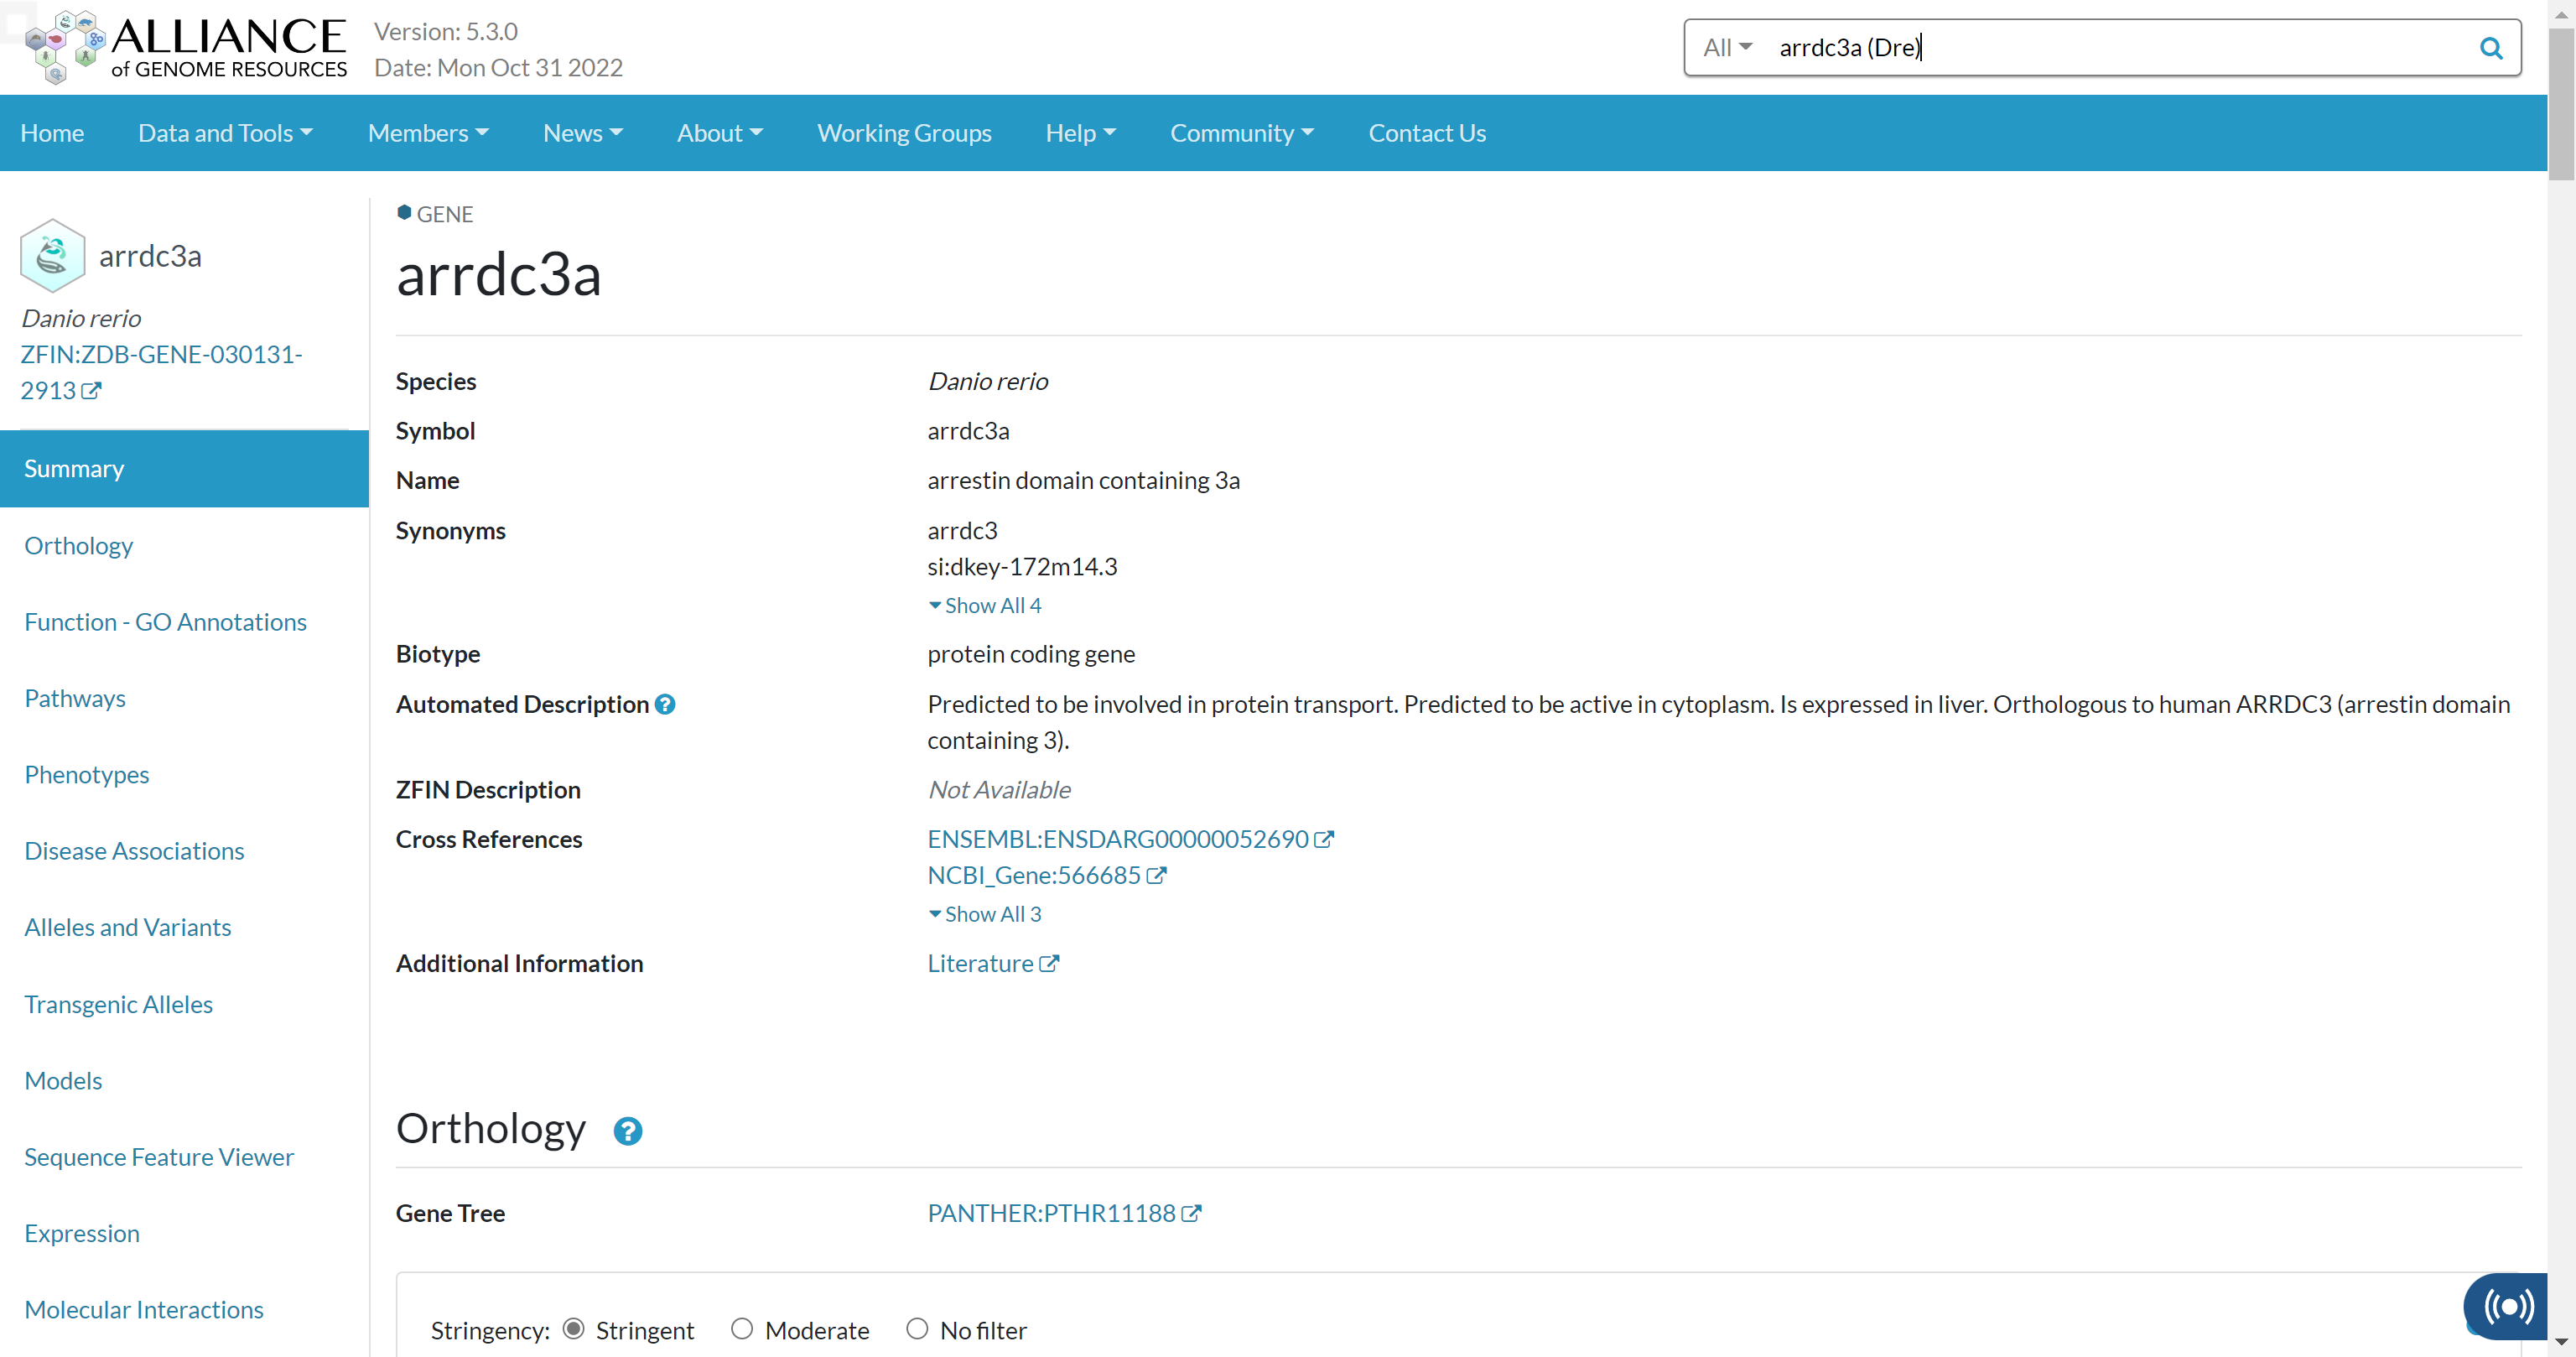 ALLIANCE
of GENOME RESOURCES
Version: 5.3.0
Date: Mon Oct 31 2022
All
arrdc3a (Dre)
Home
Data and Tools
Members
News
About
Working Groups
Help
Community
Contact Us
arrdc3a
Danio rerio
ZFIN:ZDB-GENE-030131-
2913
Summary
Orthology
Function - GO Annotations
Pathways
Phenotypes
Disease Associations
Alleles and Variants
Transgenic Alleles
Models
Sequence Feature Viewer
Expression
Molecular Interactions
GENE
arrdc3a
Species
Danio rerio
Symbol
arrdc3a
Name
arrestin domain containing 3a
Synonyms
arrdc3
si:dkey-172m14.3
Show All 4
Biotype
protein coding gene
Automated Description
Predicted to be involved in protein transport. Predicted to be active in cytoplasm. Is expressed in liver. Orthologous to human ARRDC3 (arrestin domain
containing 3).
ZFIN Description
Not Available
Cross References
ENSEMBL:ENSDARG00000052690
NCBI_Gene:566685
Show All 3
Additional Information
Literature
Orthology
Gene Tree
PANTHER:PTHR11188
Stringency: Stringent Moderate No filter